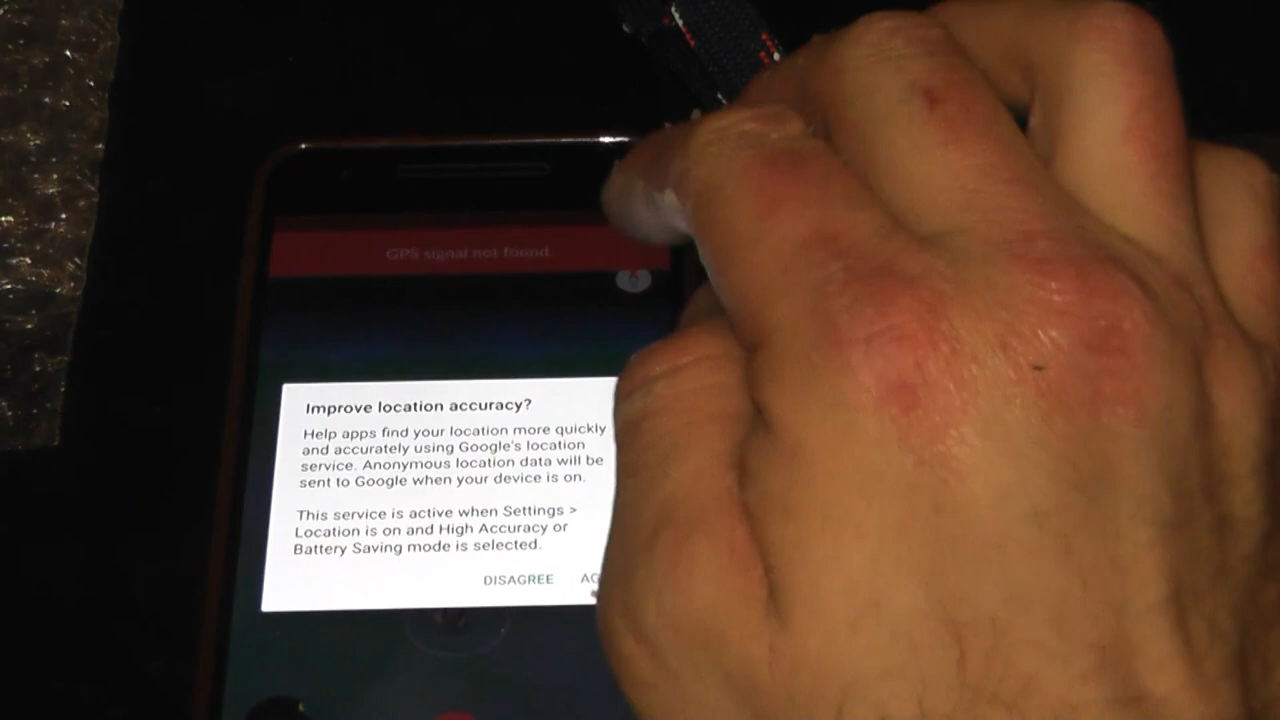 GPS signal not found.
Improve location accuracy?
Help apps find your location more quickly
and accurately using Google's location
service. Anonymous location data will be
sent to Google when your device is on.
This service is active when Settings >
Location is on and High Accuracy or
Battery Saving mode is selected.
DISAGREE AG